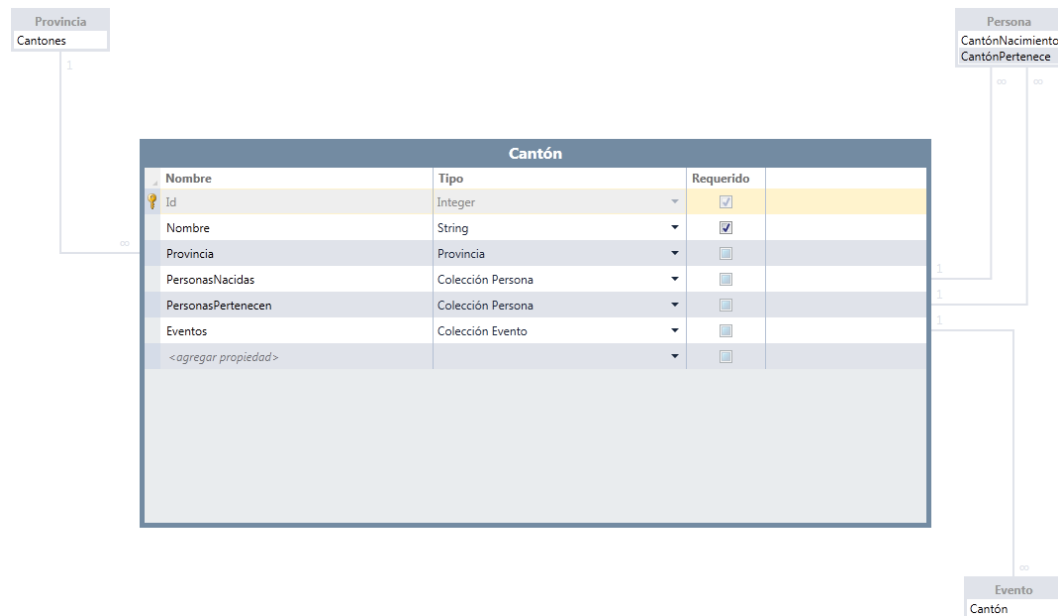 Provincia
Cantones
1
∞
Persona
CantónNacimiento
CantónPertenece
∞ ∞
Cantón
Nombre Tipo Requerido
Id Integer
Nombre String
Provincia Provincia
PersonasNacidas Colección Persona
PersonasPertenecen Colección Persona
Eventos Colección Evento
<agregar propiedad>
1
1
1
∞
Evento
Cantón